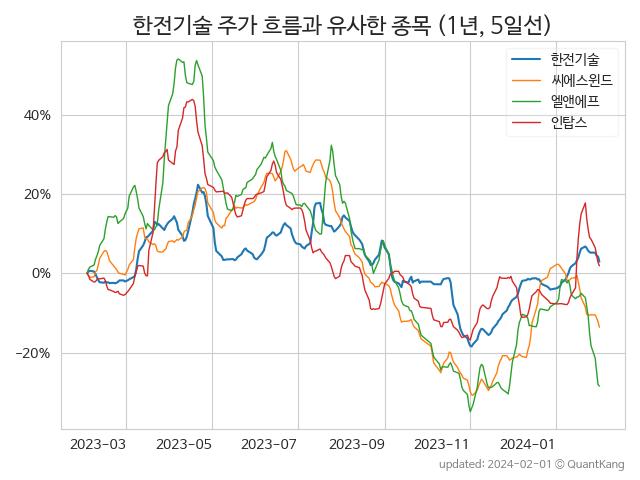 한전기술 주가 흐름과 유사한 종목 (1년, 5일선)
한전기술
씨에스윈드
엘앤에프
인탑스
40%
20%
0%
−20%
2023-03 2023-05 2023-07 2023-09 2023-11 2024-01
updated: 2024-02-01 © QuantKang